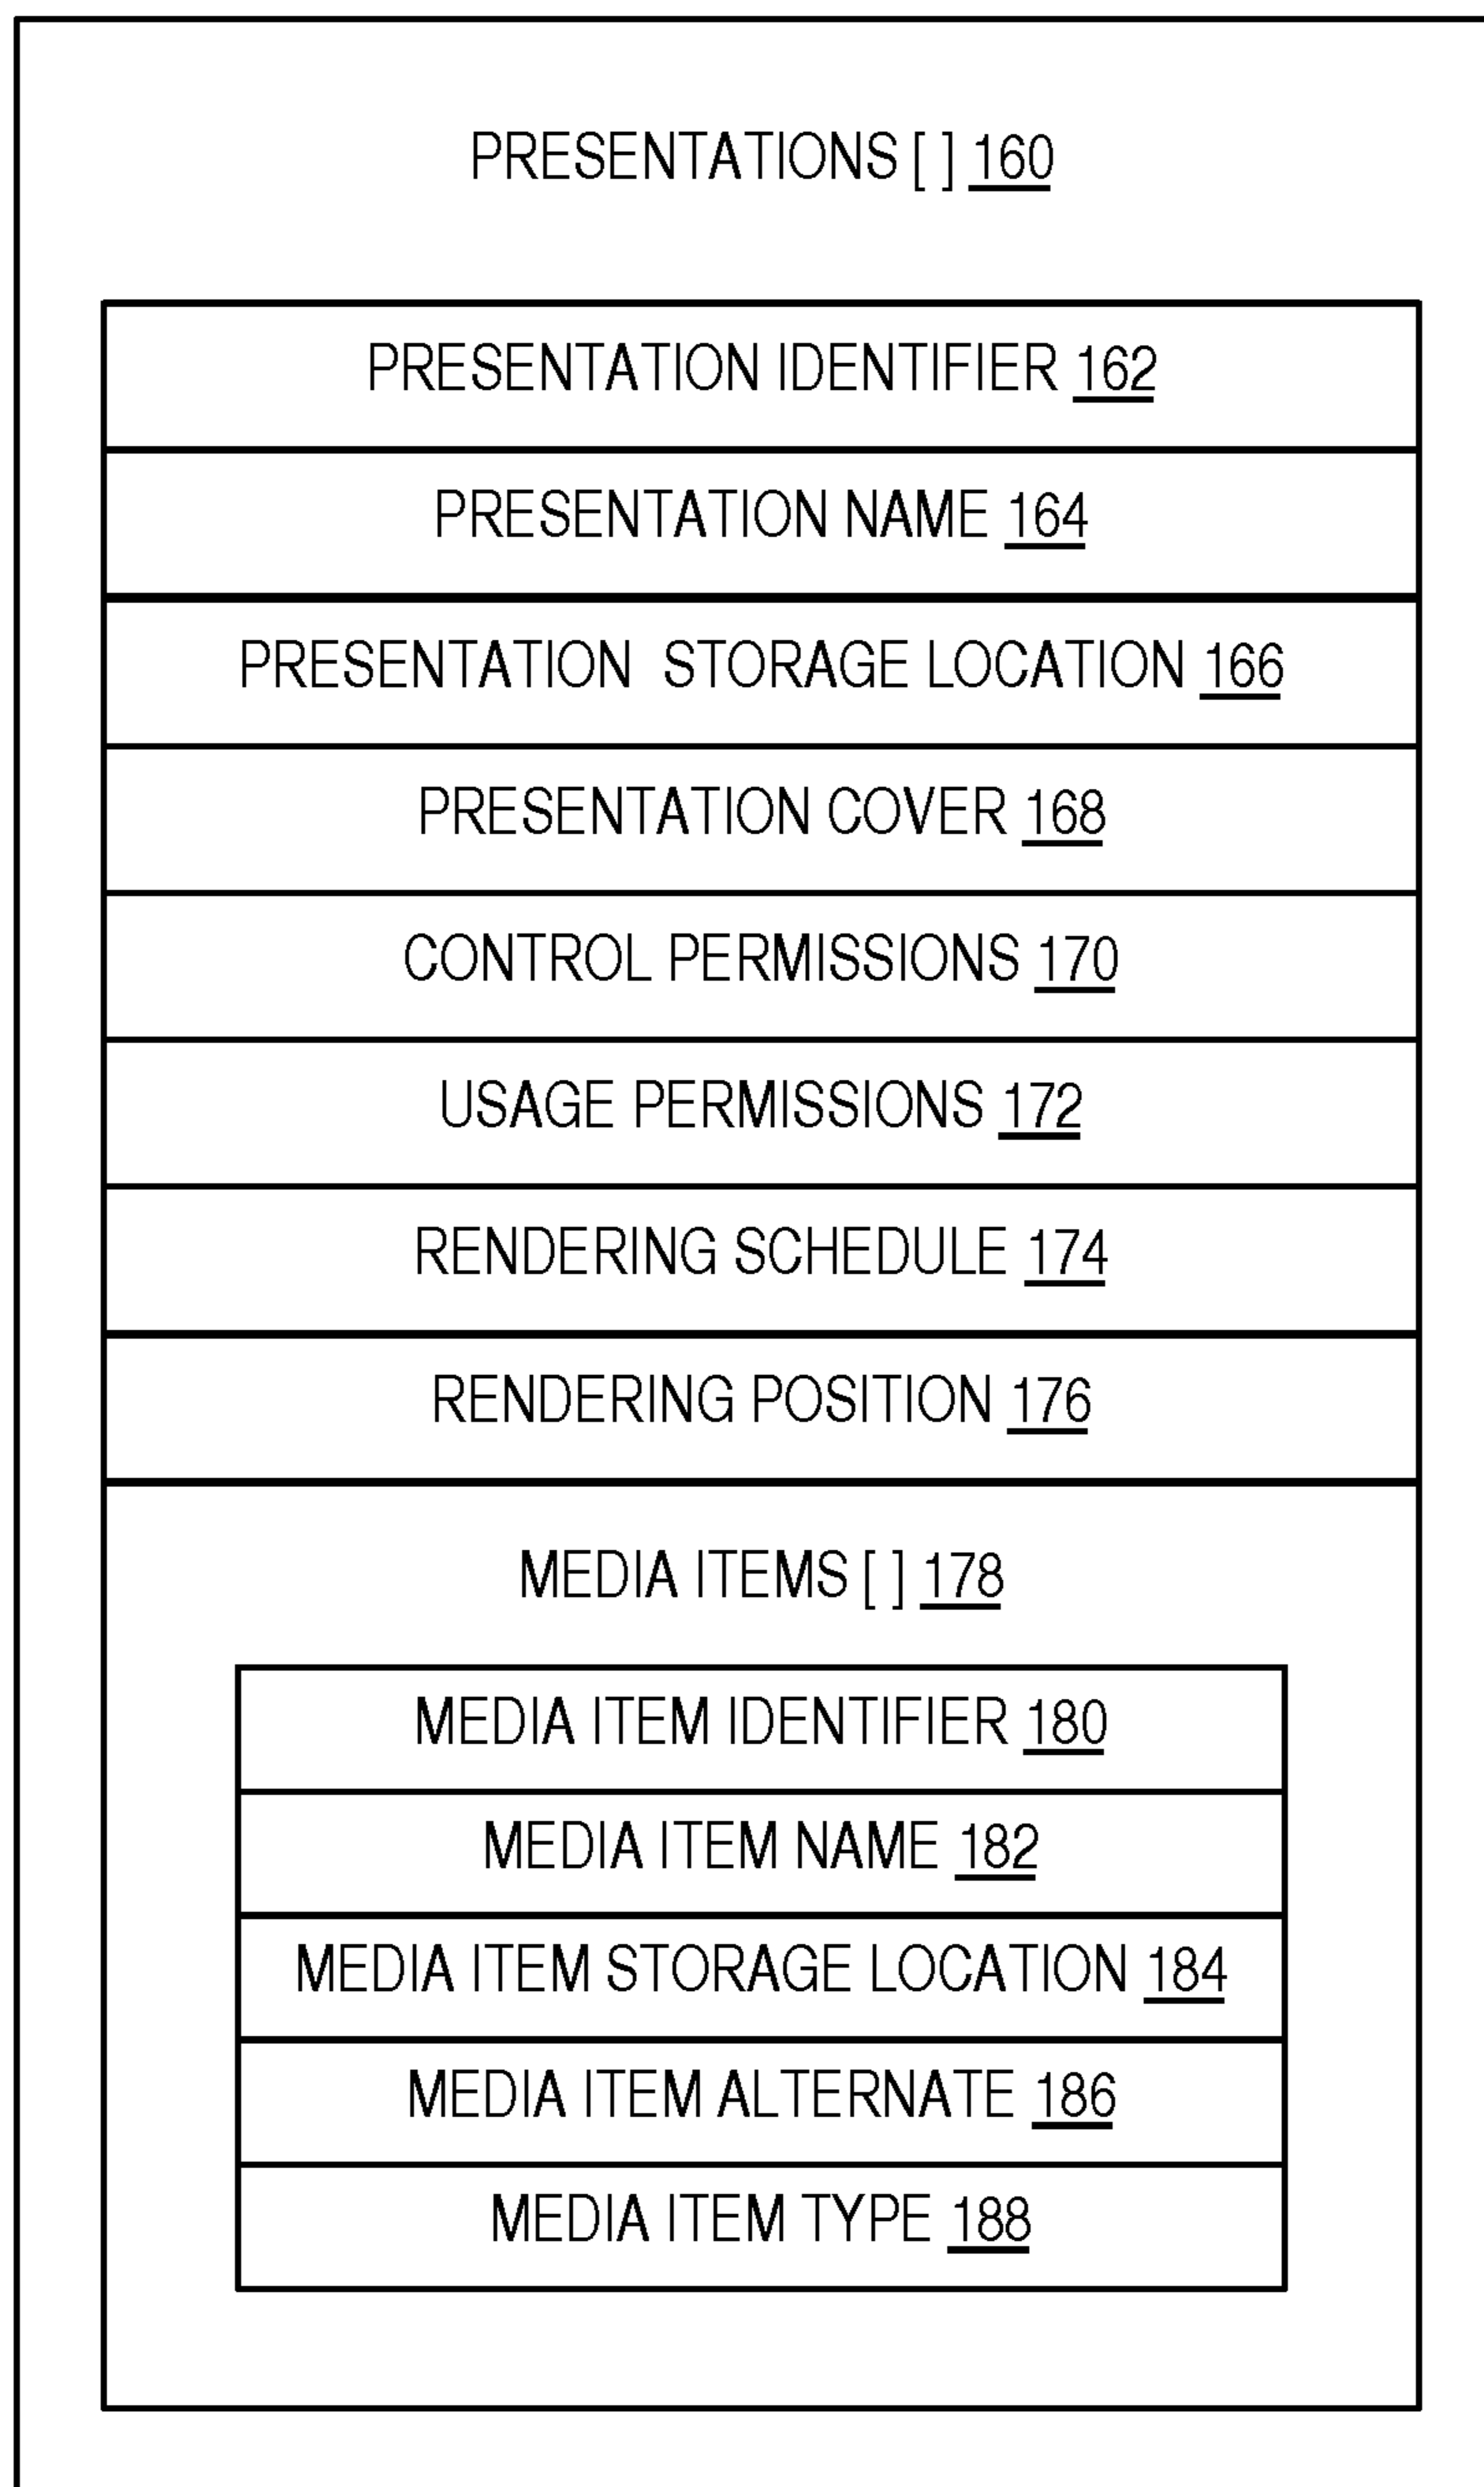 PRESENTATIONS [ ] 160
PRESENTATION IDENTIFIER 162
PRESENTATION NAME 164
PRESENTATION STORAGE LOCATION 166
PRESENTATION COVER 168
CONTROL PERMISSIONS 170
USAGE PERMISSIONS 172
RENDERING SCHEDULE 174
RENDERING POSITION 176
MEDIA ITEMS [ ] 178
MEDIA ITEM IDENTIFIER 180
MEDIA ITEM NAME 182
MEDIA ITEM STORAGE LOCATION 184
MEDIA ITEM ALTERNATE 186
MEDIA ITEM TYPE 188